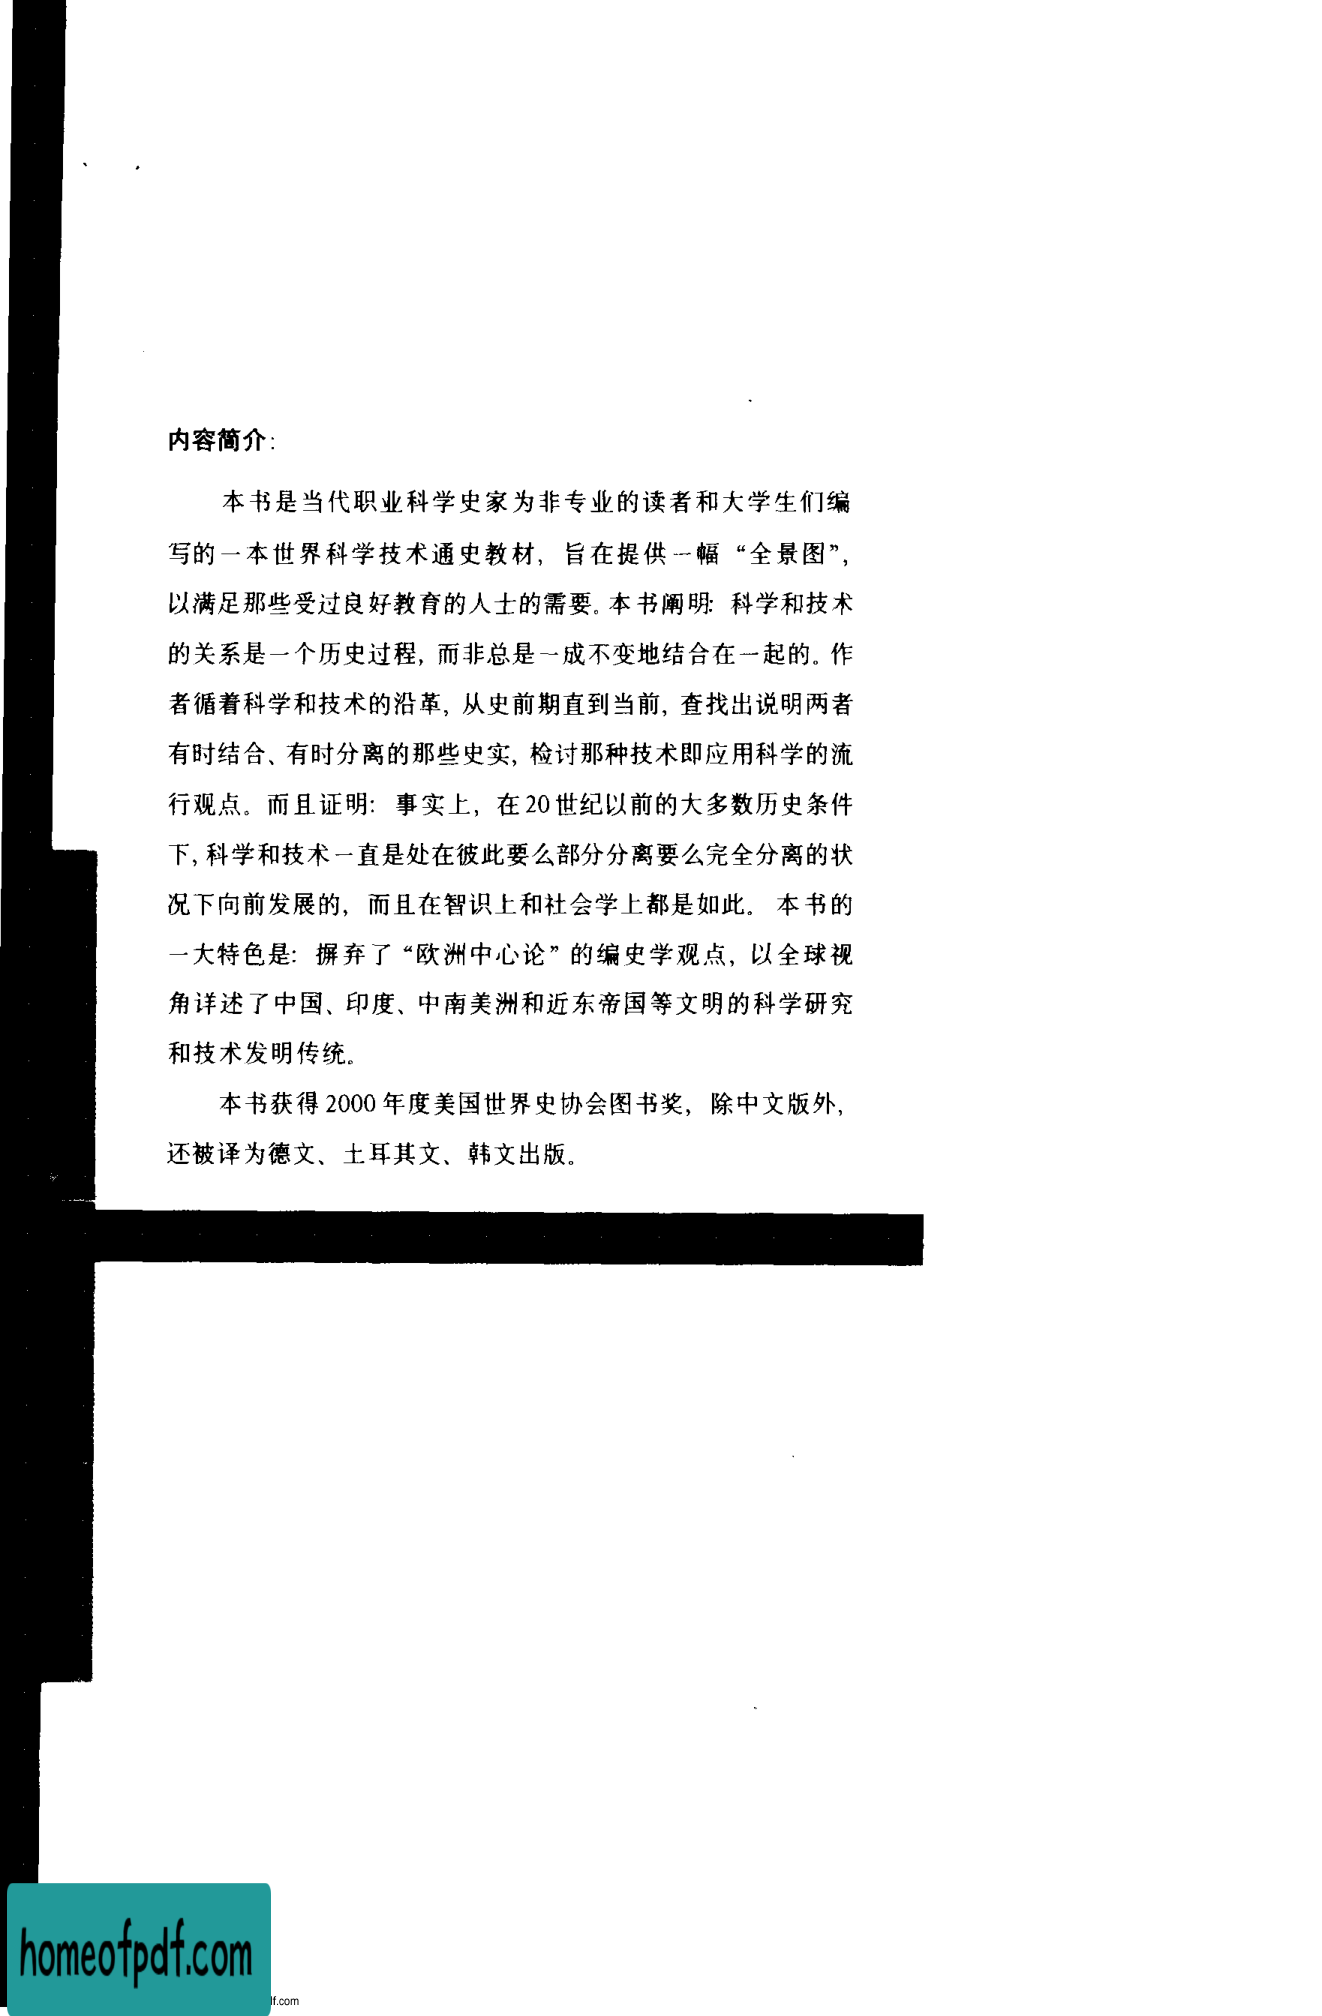 内容简介:
本书是当代职业科学史家为非专业的读者和大学生们编
写的一本世界科学技术通史教材, 旨在提供一幅 “全景图”,
以满足那些受过良好教育的人士的需要。本书阐明: 科学和技术
的关系是一个历史过程, 而非总是一成不变地结合在一起的。作
者循着科学和技术的沿革, 从史前期直到当前, 查找出说明两者
有时结合、有时分离的那些史实, 检讨那种技术即应用科学的流
行观点。而且证明: 事实上, 在20世纪以前的大多数历史条件
下, 科学和技术一直是处在彼此要么部分分离要么完全分离的状
况下向前发展的, 而且在智识上和社会学上都是如此。本书的
一大特色是: 摒弃了“欧洲中心论”的编史学观点, 以全球视
角详述了中国、印度、中南美洲和近东帝国等文明的科学研究
和技术发明传统。
本书获得2000年度美国世界史协会图书奖, 除中文版外,
还被译为德文、土耳其文、韩文出版。
homeofpdf.com
lf.com